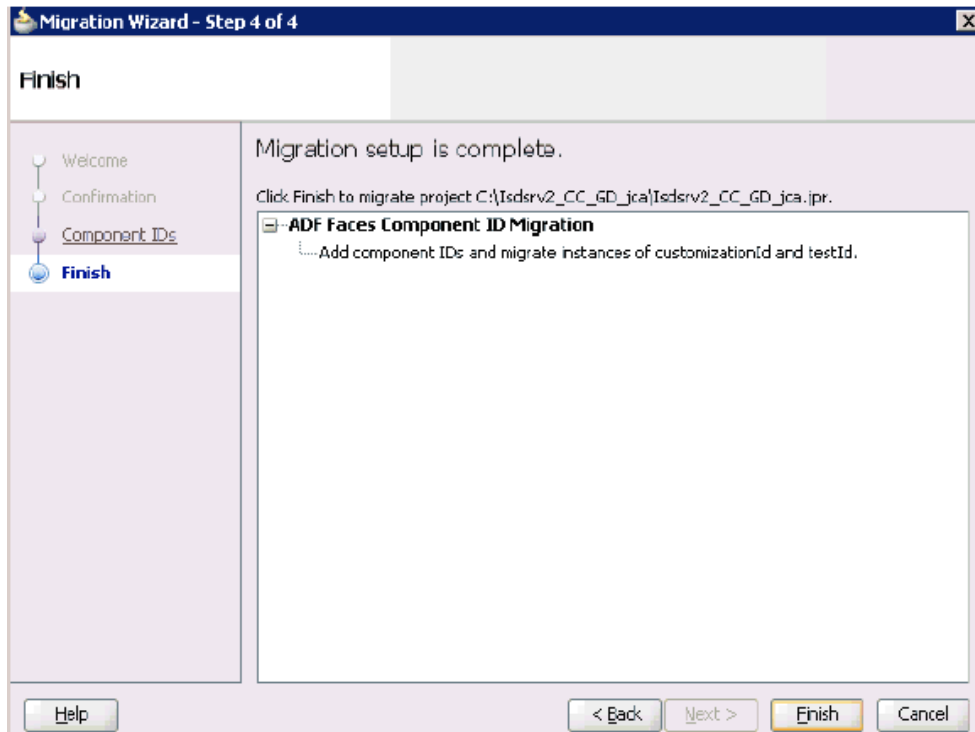 Migration Wizard - Step 4 of 4
Finish
Welcome
Confirmation
Component IDs
Finish
Migration setup is complete.
Click Finish to migrate project C:\Isdsrv2_CC_GD_jca\Isdsrv2_CC_GD_jca.jpr.
ADF Faces Component ID Migration
Add component IDs and migrate instances of customizationId and testId.
Help
< Back
Next >
Finish
Cancel